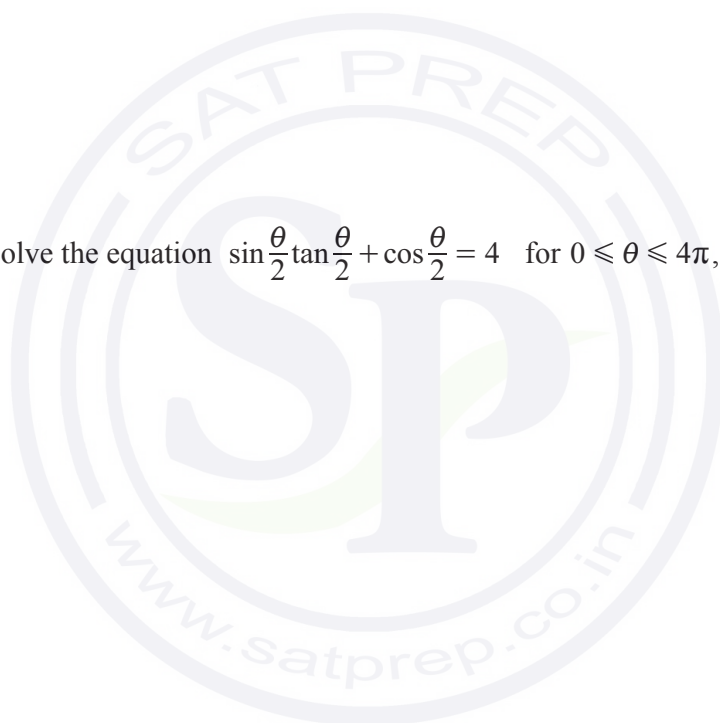 SAT PREP
olve the equation sin θ/2 tan θ/2 + cos θ/2 = 4 for 0 ⩽ θ ⩽ 4π,
SP
www.satprep.co.in